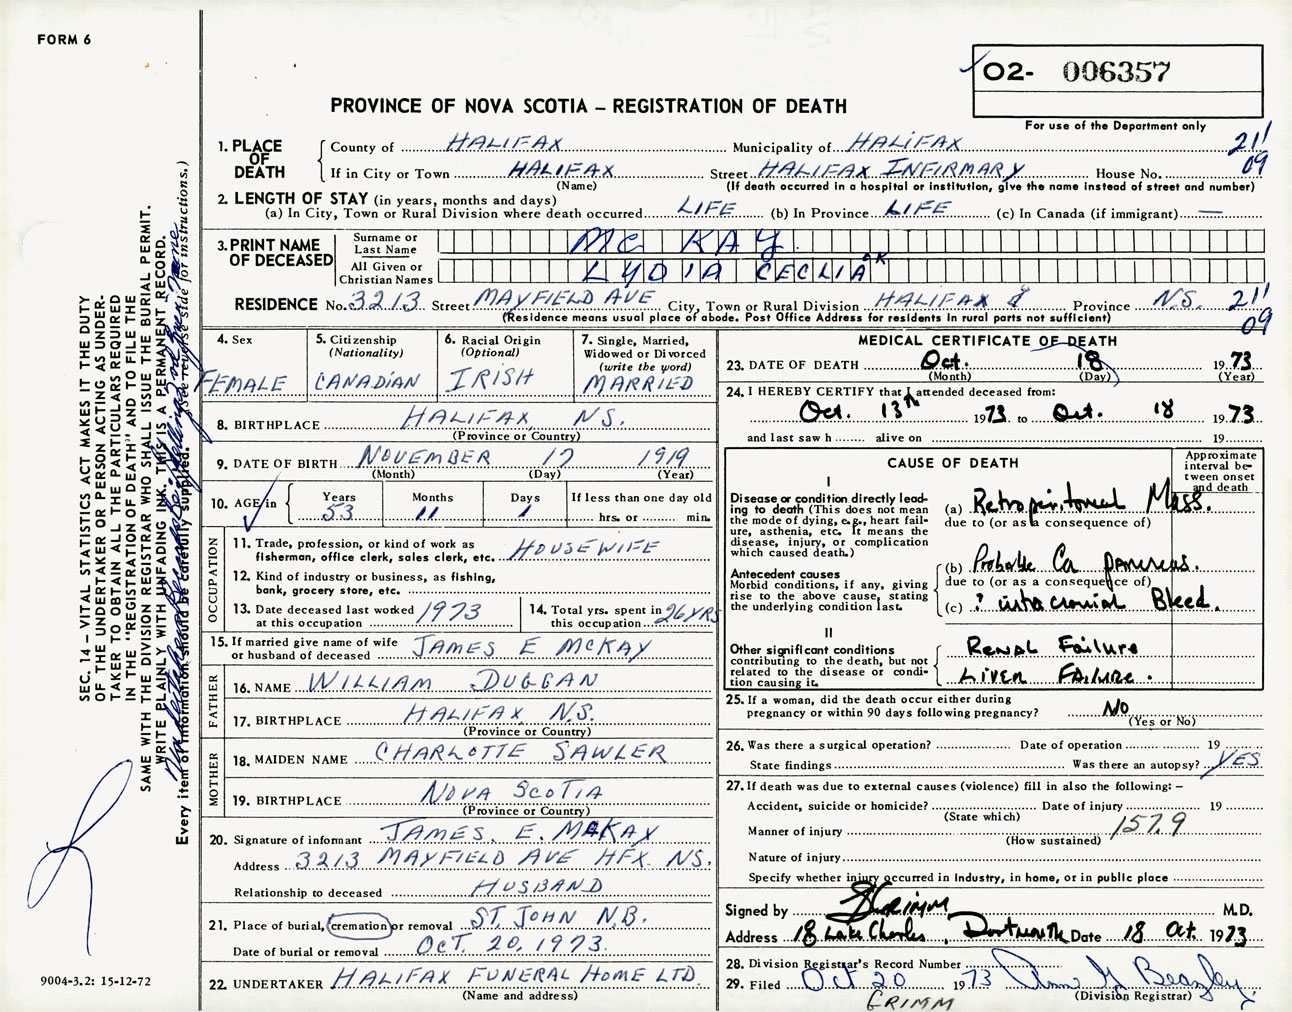 FORM 6
O2- 006357
For use of the Department only
PROVINCE OF NOVA SCOTIA – REGISTRATION OF DEATH
1. PLACE OF DEATH
County of HALIFAX Municipality of HALIFAX 211
If in City or Town HALIFAX Street HALIFAX INFIRMARY House No. 09
(Name) (If death occurred in a hospital or institution, give the name instead of street and number)
2. LENGTH OF STAY (in years, months and days)
(a) In City, Town or Rural Division where death occurred LIFE (b) In Province LIFE (c) In Canada (if immigrant) —
3. PRINT NAME OF DECEASED
Surname or Last Name MC KAY
All Given or Christian Names LYDIA CECLIA OK
RESIDENCE No. 3213 Street MAYFIELD AVE City, Town or Rural Division HALIFAX Province N.S. 211
(Residence means usual place of abode. Post Office Address for residents in rural parts not sufficient) 09
4. Sex FEMALE
5. Citizenship (Nationality) CANADIAN
6. Racial Origin (Optional) IRISH
7. Single, Married, Widowed or Divorced (write the word) MARRIED
8. BIRTHPLACE HALIFAX N.S.
(Province or Country)
9. DATE OF BIRTH NOVEMBER 17 1919
(Month) (Day) (Year)
10. AGE in Years 53 Months 11 Days 1 If less than one day old hrs. or min.
OCCUPATION
11. Trade, profession, or kind of work as fisherman, office clerk, sales clerk, etc. HOUSEWIFE
12. Kind of industry or business, as fishing, bank, grocery store, etc.
13. Date deceased last worked at this occupation 1973
14. Total yrs. spent in this occupation 26 YRS
15. If married give name of wife or husband of deceased JAMES E MCKAY
FATHER
16. NAME WILLIAM DUGGAN
17. BIRTHPLACE HALIFAX N.S.
(Province or Country)
MOTHER
18. MAIDEN NAME CHARLOTTE SAWLER
19. BIRTHPLACE NOVA SCOTIA
(Province or Country)
20. Signature of informant JAMES. E. MCKAY
Address 3213 MAYFIELD AVE HFX. NS.
Relationship to deceased HUSBAND
21. Place of burial, cremation or removal ST. JOHN N.B.
Date of burial or removal OCT. 20, 1973.
22. UNDERTAKER HALIFAX FUNERAL HOME LTD.
(Name and address)
MEDICAL CERTIFICATE OF DEATH
23. DATE OF DEATH Oct. 18 1973
(Month) (Day) (Year)
24. I HEREBY CERTIFY that I attended deceased from:
Oct. 13th 1973 to Oct. 18 1973
and last saw h alive on 19
CAUSE OF DEATH
Approximate interval between onset and death
I
Disease or condition directly leading to death (This does not mean the mode of dying, e.g., heart failure, asthenia, etc. It means the disease, injury, or complication which caused death.)
(a) Retroperitoneal Mass.
due to (or as a consequence of)
Antecedent causes
Morbid conditions, if any, giving rise to the above cause, stating the underlying condition last.
(b) Probable Ca pancreas.
due to (or as a consequence of)
(c) ? intracranial Bleed.
II
Other significant conditions contributing to the death, but not related to the disease or condition causing it.
Renal Failure
Liver Failure.
25. If a woman, did the death occur either during pregnancy or within 90 days following pregnancy? No
(Yes or No)
26. Was there a surgical operation? Date of operation 19
State findings Was there an autopsy? YES
27. If death was due to external causes (violence) fill in also the following: –
Accident, suicide or homicide? Date of injury 19
(State which)
Manner of injury 157.9
(How sustained)
Nature of injury
Specify whether injury occurred in Industry, in home, or in public place
Signed by GRIMM M.D.
Address 18 Lake Charles, Dartmouth Date 18 Oct. 1973
28. Division Registrar's Record Number
29. Filed Oct 20 1973
(Division Registrar)
GRIMM
SEC. 14 – VITAL STATISTICS ACT MAKES IT THE DUTY
OF THE UNDERTAKER OR PERSON ACTING AS UNDERTAKER
TO OBTAIN ALL THE PARTICULARS REQUIRED
IN THE "REGISTRATION OF DEATH" AND TO FILE THE
SAME WITH THE DIVISION REGISTRAR WHO SHALL ISSUE THE BURIAL PERMIT.
WRITE PLAINLY WITH UNFADING INK. THIS IS A PERMANENT RECORD.
Every item of information should be carefully supplied. (See reverse side for instructions.)
9004-3.2: 15-12-72